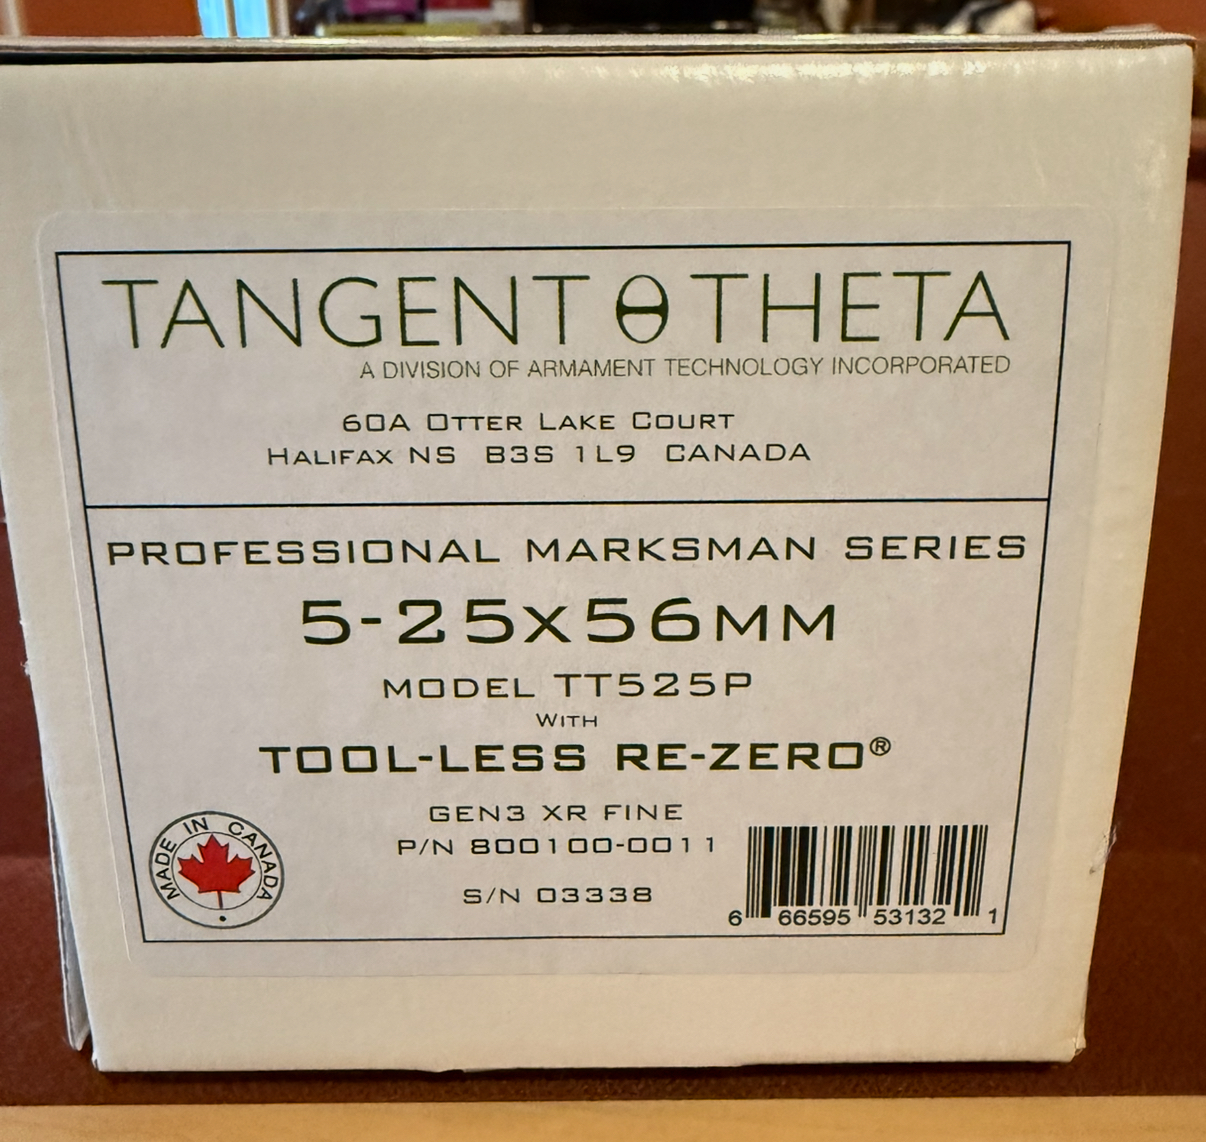 TANGENT θ THETA
A DIVISION OF ARMAMENT TECHNOLOGY INCORPORATED
60A OTTER LAKE COURT
HALIFAX NS B3S 1L9 CANADA
PROFESSIONAL MARKSMAN SERIES
5-25x56MM
MODEL TT525P
WITH
TOOL-LESS RE-ZERO®
GEN3 XR FINE
P/N 800100-0011
S/N 03338
MADE IN CANADA
6 66595 53132 1